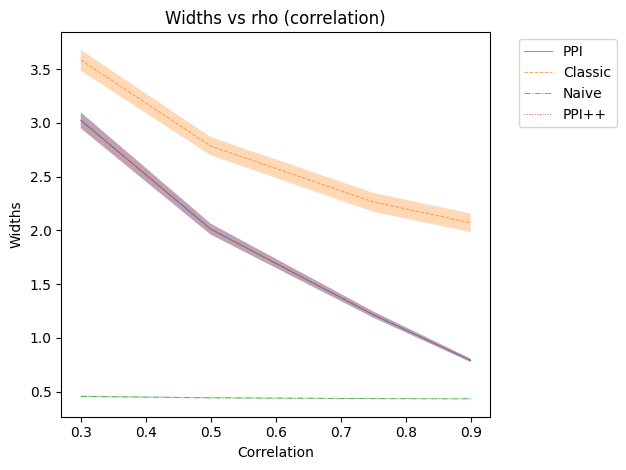 Widths vs rho (correlation)
PPI
Classic
Naive
PPI++
3.5
3.0
2.5
2.0
1.5
1.0
0.5
Widths
0.3 0.4 0.5 0.6 0.7 0.8 0.9
Correlation